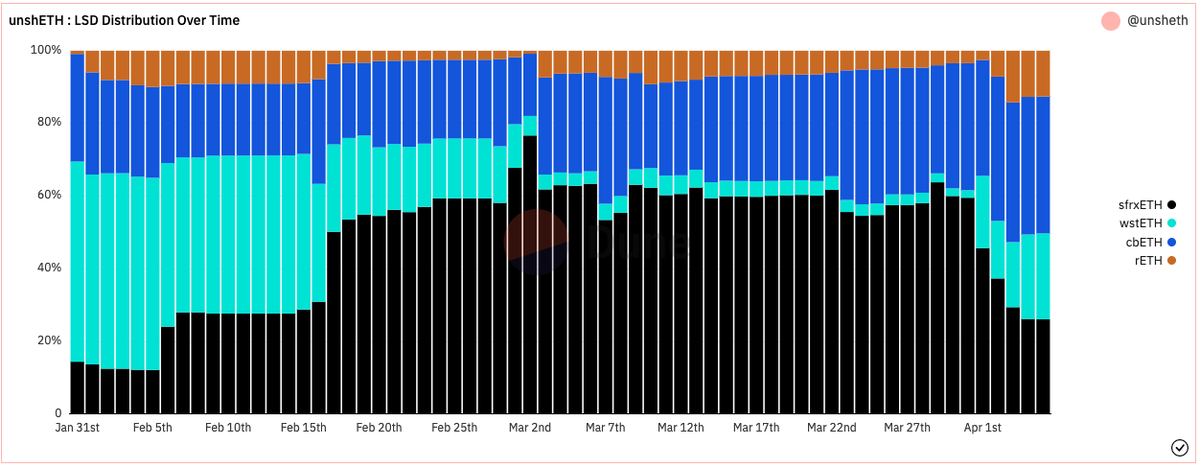 unshETH : LSD Distribution Over Time
@unsheth
100%
80%
60%
40%
20%
0
Dune
sfrxETH
wstETH
cbETH
rETH
Jan 31st Feb 5th Feb 10th Feb 15th Feb 20th Feb 25th Mar 2nd Mar 7th Mar 12th Mar 17th Mar 22nd Mar 27th Apr 1st